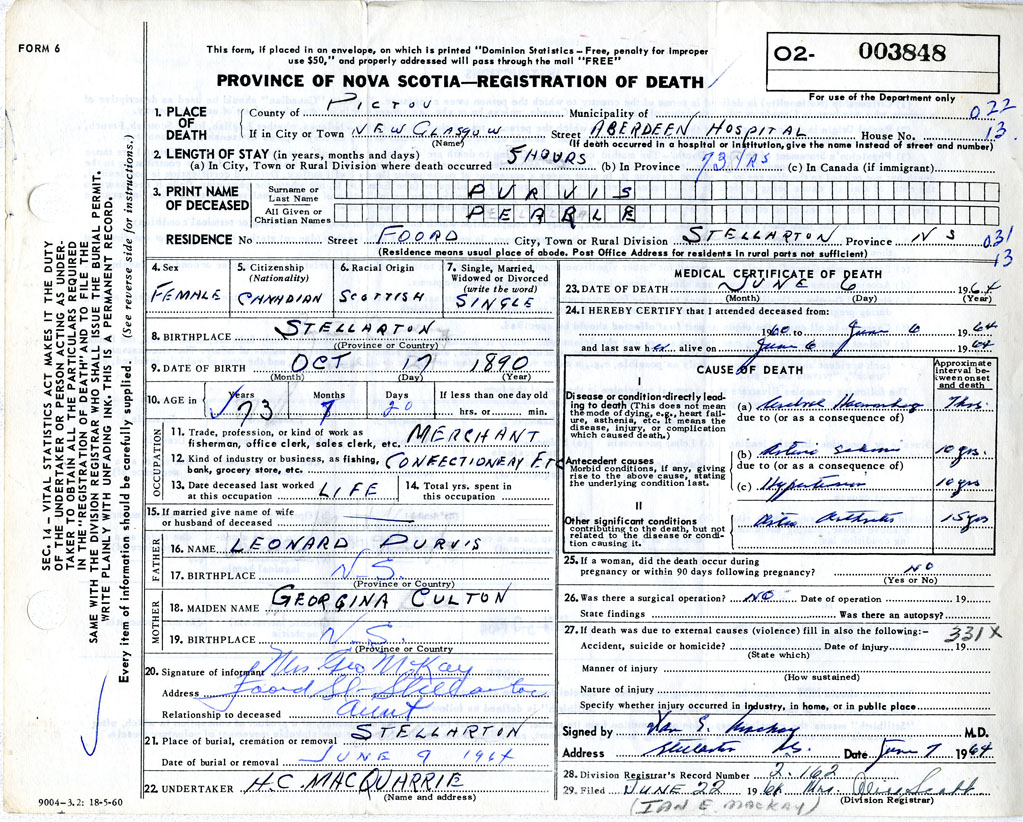 FORM 6
This form, if placed in an envelope, on which is printed "Dominion Statistics—Free, penalty for improper
use $50," and properly addressed will pass through the mail "FREE"
PROVINCE OF NOVA SCOTIA—REGISTRATION OF DEATH
O2- 003848
For use of the Department only
1. PLACE OF DEATH
County of PICTOU Municipality of 022
If in City or Town NEW GLASGOW Street ABERDEEN HOSPITAL House No. 13
(Name) (If death occurred in a hospital or institution, give the name instead of street and number)
2. LENGTH OF STAY (in years, months and days)
(a) In City, Town or Rural Division where death occurred 5 HOURS (b) In Province 73 YRS (c) In Canada (if immigrant)
3. PRINT NAME OF DECEASED
Surname or Last Name PURVIS
All Given or Christian Names PEARLE
RESIDENCE No Street FOORD City, Town or Rural Division STELLARTON Province NS 031
(Residence means usual place of abode. Post Office Address for residents in rural parts not sufficient) 13
4. Sex FEMALE
5. Citizenship (Nationality) CANADIAN
6. Racial Origin SCOTTISH
7. Single, Married, Widowed or Divorced (write the word) SINGLE
8. BIRTHPLACE STELLARTON
(Province or Country)
9. DATE OF BIRTH OCT 17 1890
(Month) (Day) (Year)
10. AGE in Years 73 Months 7 Days 20 If less than one day old
hrs. or min.
OCCUPATION
11. Trade, profession, or kind of work as
fisherman, office clerk, sales clerk, etc. MERCHANT
12. Kind of industry or business, as fishing,
bank, grocery store, etc. CONFECTIONERY ETC
13. Date deceased last worked
at this occupation LIFE
14. Total yrs. spent in
this occupation
15. If married give name of wife
or husband of deceased
FATHER
16. NAME LEONARD PURVIS
17. BIRTHPLACE N.S.
(Province or Country)
MOTHER
18. MAIDEN NAME GEORGINA CULTON
19. BIRTHPLACE N.S.
(Province or Country
20. Signature of informant Mrs Geo McKay
Address Foord St - Stellarton
Relationship to deceased Aunt
21. Place of burial, cremation or removal STELLARTON
Date of burial or removal JUNE 9 1964
22. UNDERTAKER H.C. MACQUARRIE
(Name and address)
9004—3.2: 18-5-60
MEDICAL CERTIFICATE OF DEATH
23. DATE OF DEATH JUNE 6 1964
(Month) (Day) (Year)
24. I HEREBY CERTIFY that I attended deceased from:
1960 to June 6 1964
and last saw her alive on June 6 1964
CAUSE OF DEATH
Approximate interval between onset and death
I
Disease or condition directly leading to death (This does not mean the mode of dying, e.g., heart failure, asthenia, etc. It means the disease, injury, or complication which caused death.)
(a) Cerebral Hemorrhage 7 hrs.
due to (or as a consequence of)
Antecedent causes
Morbid conditions, if any, giving rise to the above cause, stating the underlying condition last.
(b) 10 yrs.
due to (or as a consequence of)
(c) Hypertension 10 yrs
II
Other significant conditions contributing to the death, but not related to the disease or condition causing it.
Arthritis 15 yrs
25. If a woman, did the death occur during
pregnancy or within 90 days following pregnancy? NO
(Yes or No)
26. Was there surgical operation? NO Date of operation 19
State findings Was there an autopsy?
27. If death was due to external causes (violence) fill in also the following:— 331X
Accident, suicide or homicide? Date of injury 19
(State which)
Manner of injury
(How sustained)
Nature of injury
Specify whether injury occurred in industry, in home, or in public place
Signed by Ian E. Mackay M.D.
Address Stellarton N.S. Date June 7 1964
28. Division Registrar's Record Number 2-162
29. Filed JUNE 22 1964 Mrs. Scott
(Division Registrar)
(IAN E. MACKAY)
SEC. 14 — VITAL STATISTICS ACT MAKES IT THE DUTY
OF THE UNDERTAKER OR PERSON ACTING AS UNDER-
TAKER TO OBTAIN ALL THE PARTICULARS REQUIRED
IN THE "REGISTRATION OF DEATH" AND TO FILE THE
SAME WITH THE DIVISION REGISTRAR WHO SHALL ISSUE THE BURIAL PERMIT.
WRITE PLAINLY WITH UNFADING INK. THIS IS A PERMANENT RECORD.
Every item of information should be carefully supplied. (See reverse side for instructions.)